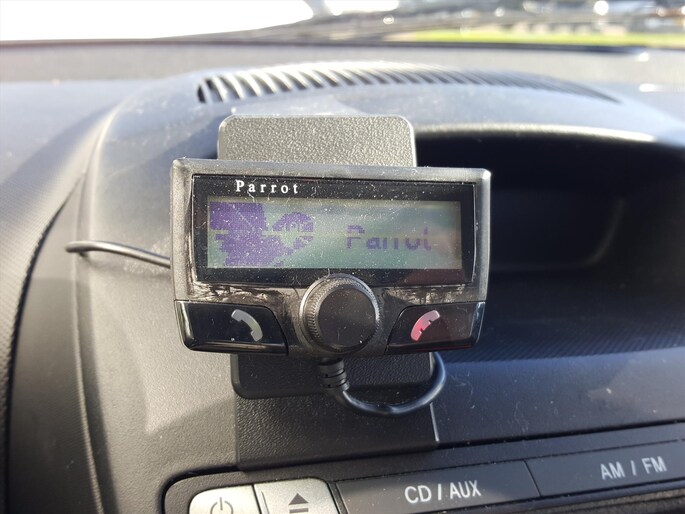 Parrot
Parrot
CD / AUX
AM / FM